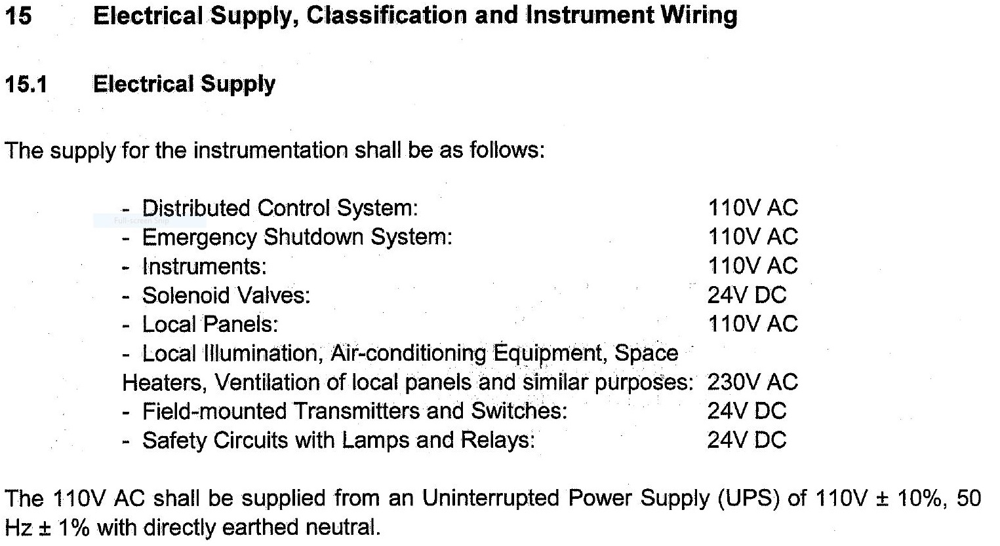 15 Electrical Supply, Classification and Instrument Wiring
15.1 Electrical Supply
The supply for the instrumentation shall be as follows:
- Distributed Control System: 110V AC
Full-screen Snip
- Emergency Shutdown System: 110V AC
- Instruments: 110V AC
- Solenoid Valves: 24V DC
- Local Panels: 110V AC
- Local Illumination, Air-conditioning Equipment, Space
Heaters, Ventilation of local panels and similar purposes: 230V AC
- Field-mounted Transmitters and Switches: 24V DC
- Safety Circuits with Lamps and Relays: 24V DC
The 110V AC shall be supplied from an Uninterrupted Power Supply (UPS) of 110V ± 10%, 50
Hz ± 1% with directly earthed neutral.